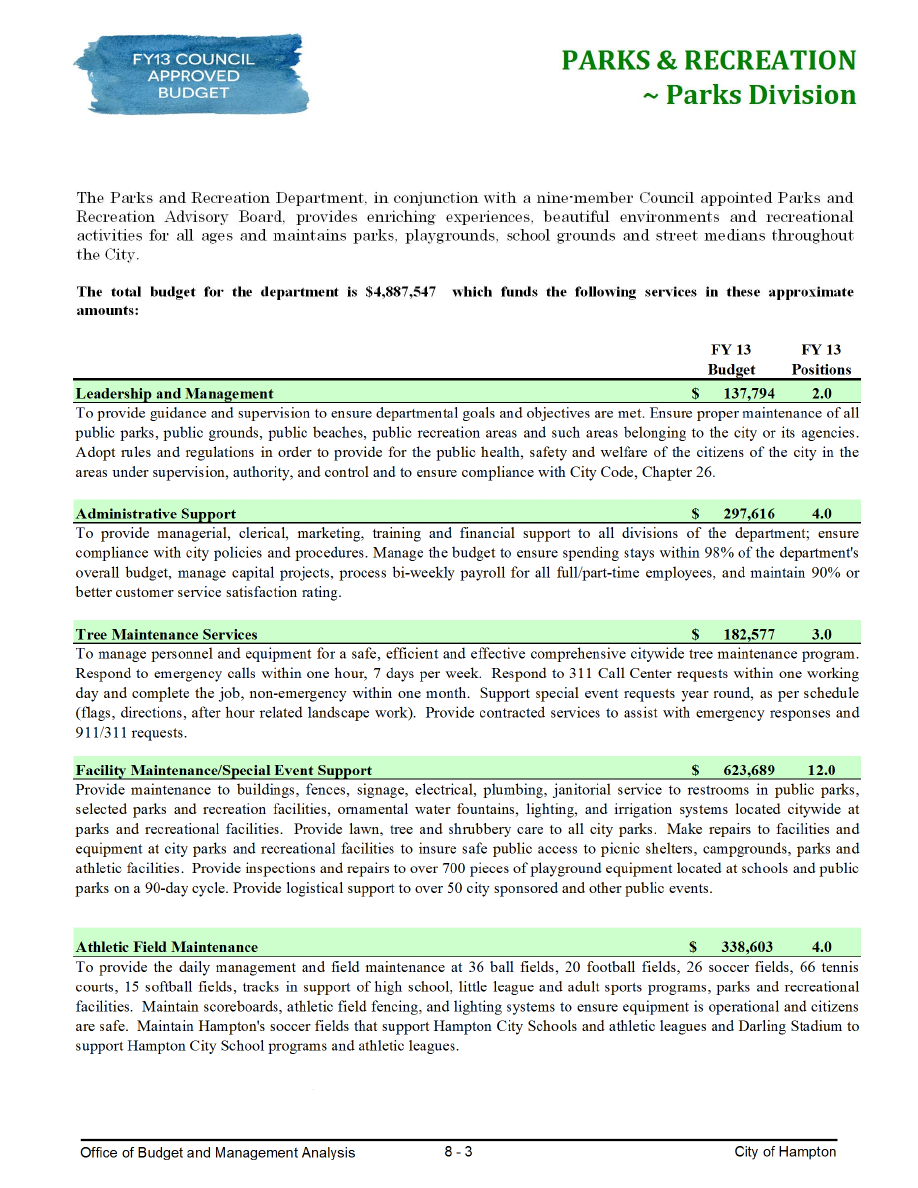 FY13 COUNCIL
APPROVED
BUDGET
PARKS & RECREATION
~ Parks Division
The Parks and Recreation Department, in conjunction with a nine-member Council appointed Parks and
Recreation Advisory Board, provides enriching experiences, beautiful environments and recreational
activities for all ages and maintains parks, playgrounds, school grounds and street medians throughout
the City.
The total budget for the department is $4,887,547 which funds the following services in these approximate
amounts:
FY 13 FY 13
Budget Positions
Leadership and Management $ 137,794 2.0
To provide guidance and supervision to ensure departmental goals and objectives are met. Ensure proper maintenance of all
public parks, public grounds, public beaches, public recreation areas and such areas belonging to the city or its agencies.
Adopt rules and regulations in order to provide for the public health, safety and welfare of the citizens of the city in the
areas under supervision, authority, and control and to ensure compliance with City Code, Chapter 26.
Administrative Support $ 297,616 4.0
To provide managerial, clerical, marketing, training and financial support to all divisions of the department; ensure
compliance with city policies and procedures. Manage the budget to ensure spending stays within 98% of the department's
overall budget, manage capital projects, process bi-weekly payroll for all full/part-time employees, and maintain 90% or
better customer service satisfaction rating.
Tree Maintenance Services $ 182,577 3.0
To manage personnel and equipment for a safe, efficient and effective comprehensive citywide tree maintenance program.
Respond to emergency calls within one hour, 7 days per week. Respond to 311 Call Center requests within one working
day and complete the job, non-emergency within one month. Support special event requests year round, as per schedule
(flags, directions, after hour related landscape work). Provide contracted services to assist with emergency responses and
911/311 requests.
Facility Maintenance/Special Event Support $ 623,689 12.0
Provide maintenance to buildings, fences, signage, electrical, plumbing, janitorial service to restrooms in public parks,
selected parks and recreation facilities, ornamental water fountains, lighting, and irrigation systems located citywide at
parks and recreational facilities. Provide lawn, tree and shrubbery care to all city parks. Make repairs to facilities and
equipment at city parks and recreational facilities to insure safe public access to picnic shelters, campgrounds, parks and
athletic facilities. Provide inspections and repairs to over 700 pieces of playground equipment located at schools and public
parks on a 90-day cycle. Provide logistical support to over 50 city sponsored and other public events.
Athletic Field Maintenance $ 338,603 4.0
To provide the daily management and field maintenance at 36 ball fields, 20 football fields, 26 soccer fields, 66 tennis
courts, 15 softball fields, tracks in support of high school, little league and adult sports programs, parks and recreational
facilities. Maintain scoreboards, athletic field fencing, and lighting systems to ensure equipment is operational and citizens
are safe. Maintain Hampton's soccer fields that support Hampton City Schools and athletic leagues and Darling Stadium to
support Hampton City School programs and athletic leagues.
Office of Budget and Management Analysis 8 - 3 City of Hampton